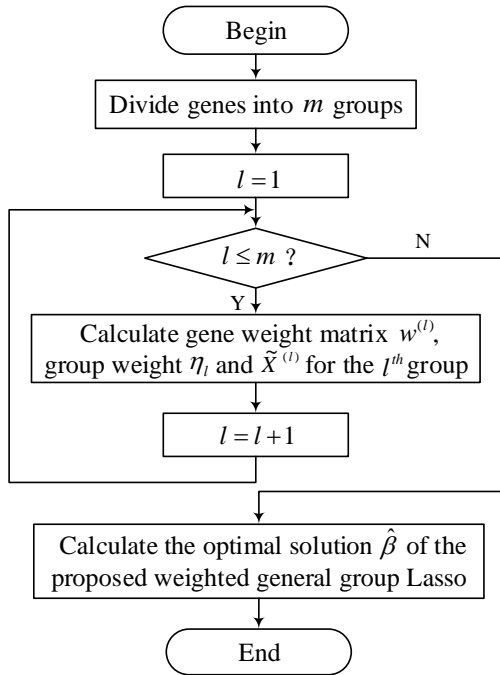 Begin
Divide genes into m groups
l = 1
l ≤ m ?
N
Y
Calculate gene weight matrix w^(l),
group weight η_l and X̃^(l) for the l^th group
l = l + 1
Calculate the optimal solution β̂ of the
proposed weighted general group Lasso
End